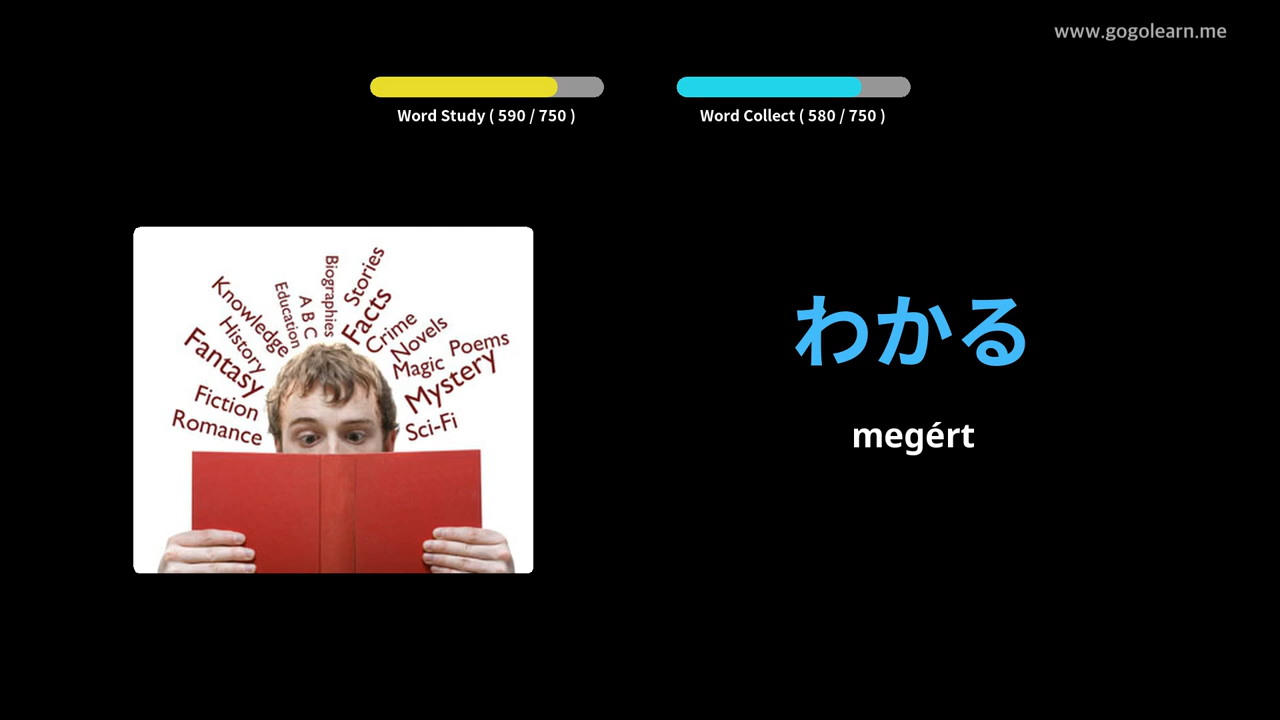 www.gogolearn.me
Word Study ( 590 / 750 )
Word Collect ( 580 / 750 )
Stories
Biographies
Facts
A B C
Education
Knowledge
Crime
History
Novels
Poems
Fantasy
Magic
Mystery
Fiction
Romance
Sci-Fi
わかる
megért